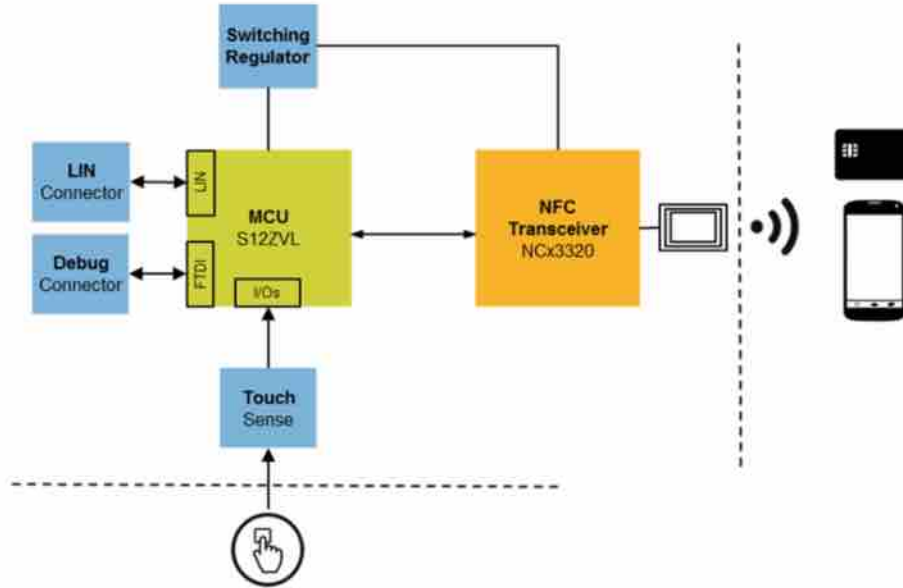 Switching
Regulator
LIN
Connector
LIN
MCU
S12ZVL
NFC
Transceiver
NCx3320
Debug
Connector
FTDI
I/Os
Touch
Sense